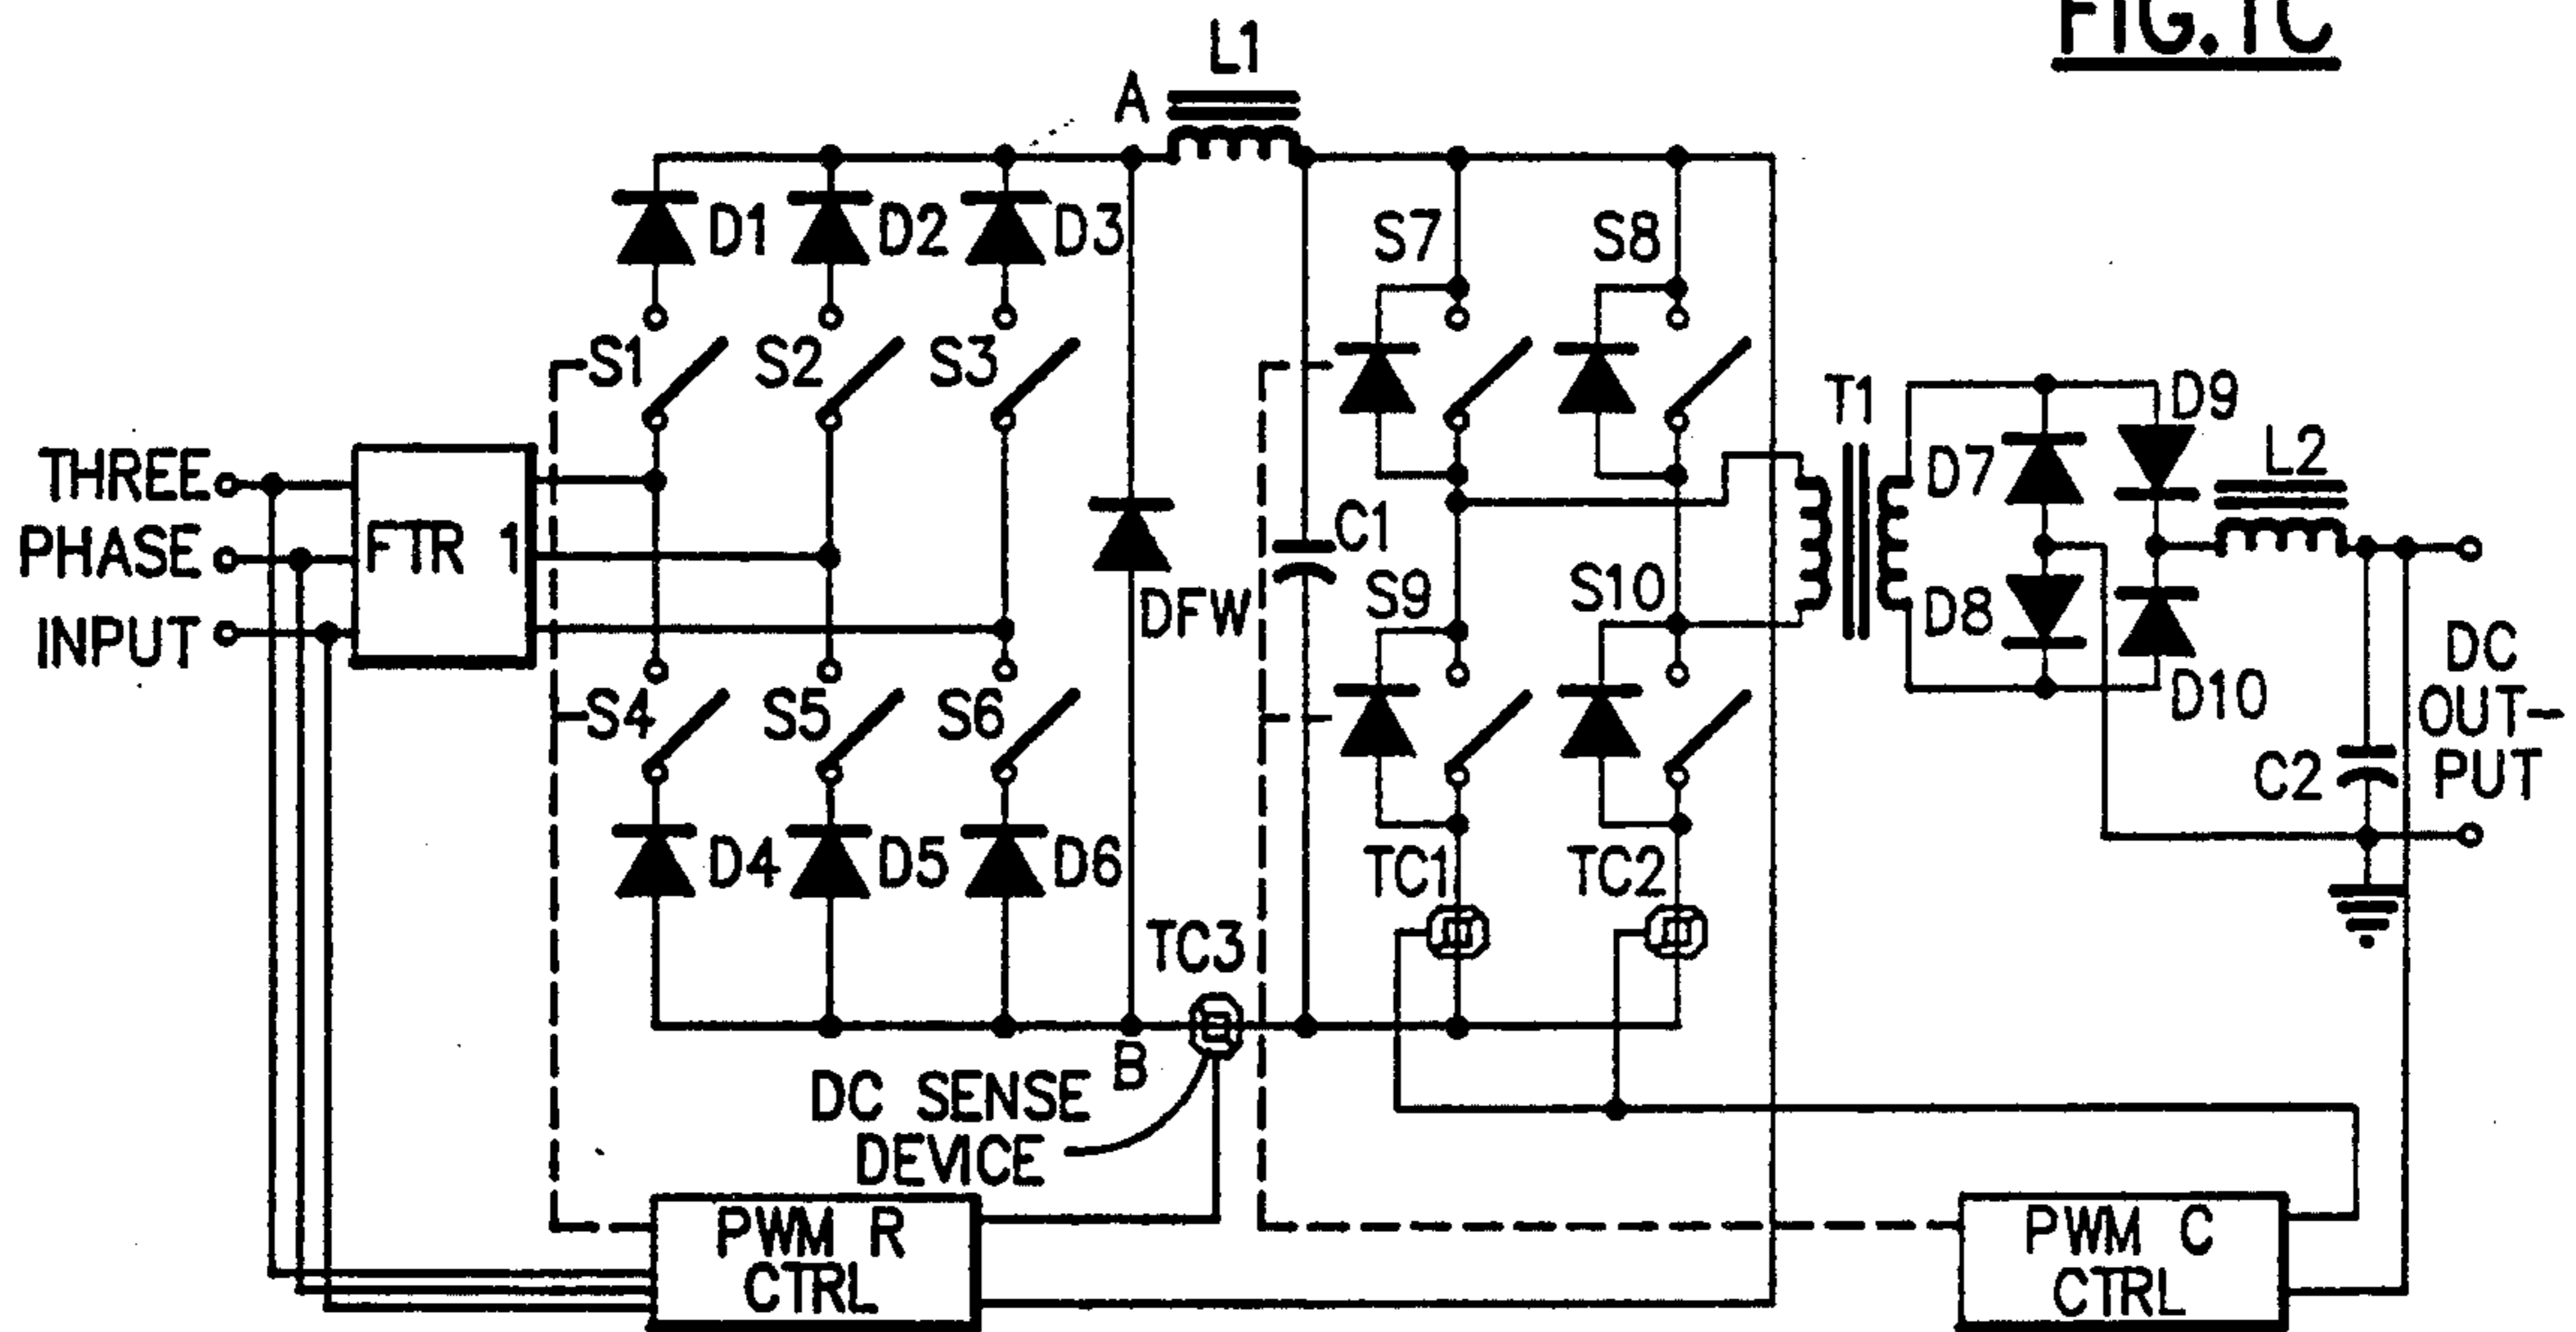 FIG.1C
L1
A
D1
D2
D3
S7
S8
S1
S2
S3
T1
D9
THREE
PHASE
INPUT
FTR 1
C1
D7
L2
DFW
S9
S10
D8
DC
OUT-
PUT
S4
S5
S6
D10
C2
D4
D5
D6
TC1
TC2
TC3
B
DC SENSE
DEVICE
PWM R
CTRL
PWM C
CTRL